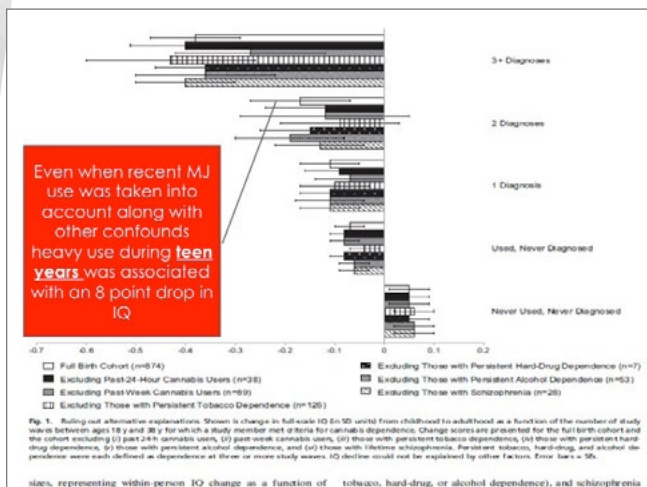 3+ Diagnoses
2 Diagnoses
1 Diagnosis
Used, Never Diagnosed
Never Used, Never Diagnosed
Even when recent MJ
use was taken into
account along with
other confounds
heavy use during teen
years was associated
with an 8 point drop in
IQ
-0.7 -0.6 -0.5 -0.4 -0.3 -0.2 -0.1 0 0.1 0.2
Full Birth Cohort (n=874)
Excluding Past-24-Hour Cannabis Users (n=38)
Excluding Past-Week Cannabis Users (n=89)
Excluding Those with Persistent Tobacco Dependence (n=126)
Excluding Those with Persistent Hard-Drug Dependence (n=7)
Excluding Those with Persistent Alcohol Dependence (n=53)
Excluding Those with Schizophrenia (n=28)
Fig. 1. Ruling out alternative explanations. Shown is change in full-scale IQ (in SD units) from childhood to adulthood as a function of the number of study
waves between ages 18 y and 38 y for which a study member met criteria for cannabis dependence. Change scores are presented for the full birth cohort and
the cohort excluding (i) past 24-h cannabis users, (ii) past-week cannabis users, (iii) those with persistent tobacco dependence, (iv) those with persistent hard-
drug dependence, (v) those with persistent alcohol dependence, and (vi) those with lifetime schizophrenia. Persistent tobacco, hard-drug, and alcohol de-
pendence were each defined as dependence at three or more study waves. IQ decline could not be explained by other factors. Error bars = SEs.
sizes, representing within-person IQ change as a function of
tobacco, hard-drug, or alcohol dependence), and schizophrenia